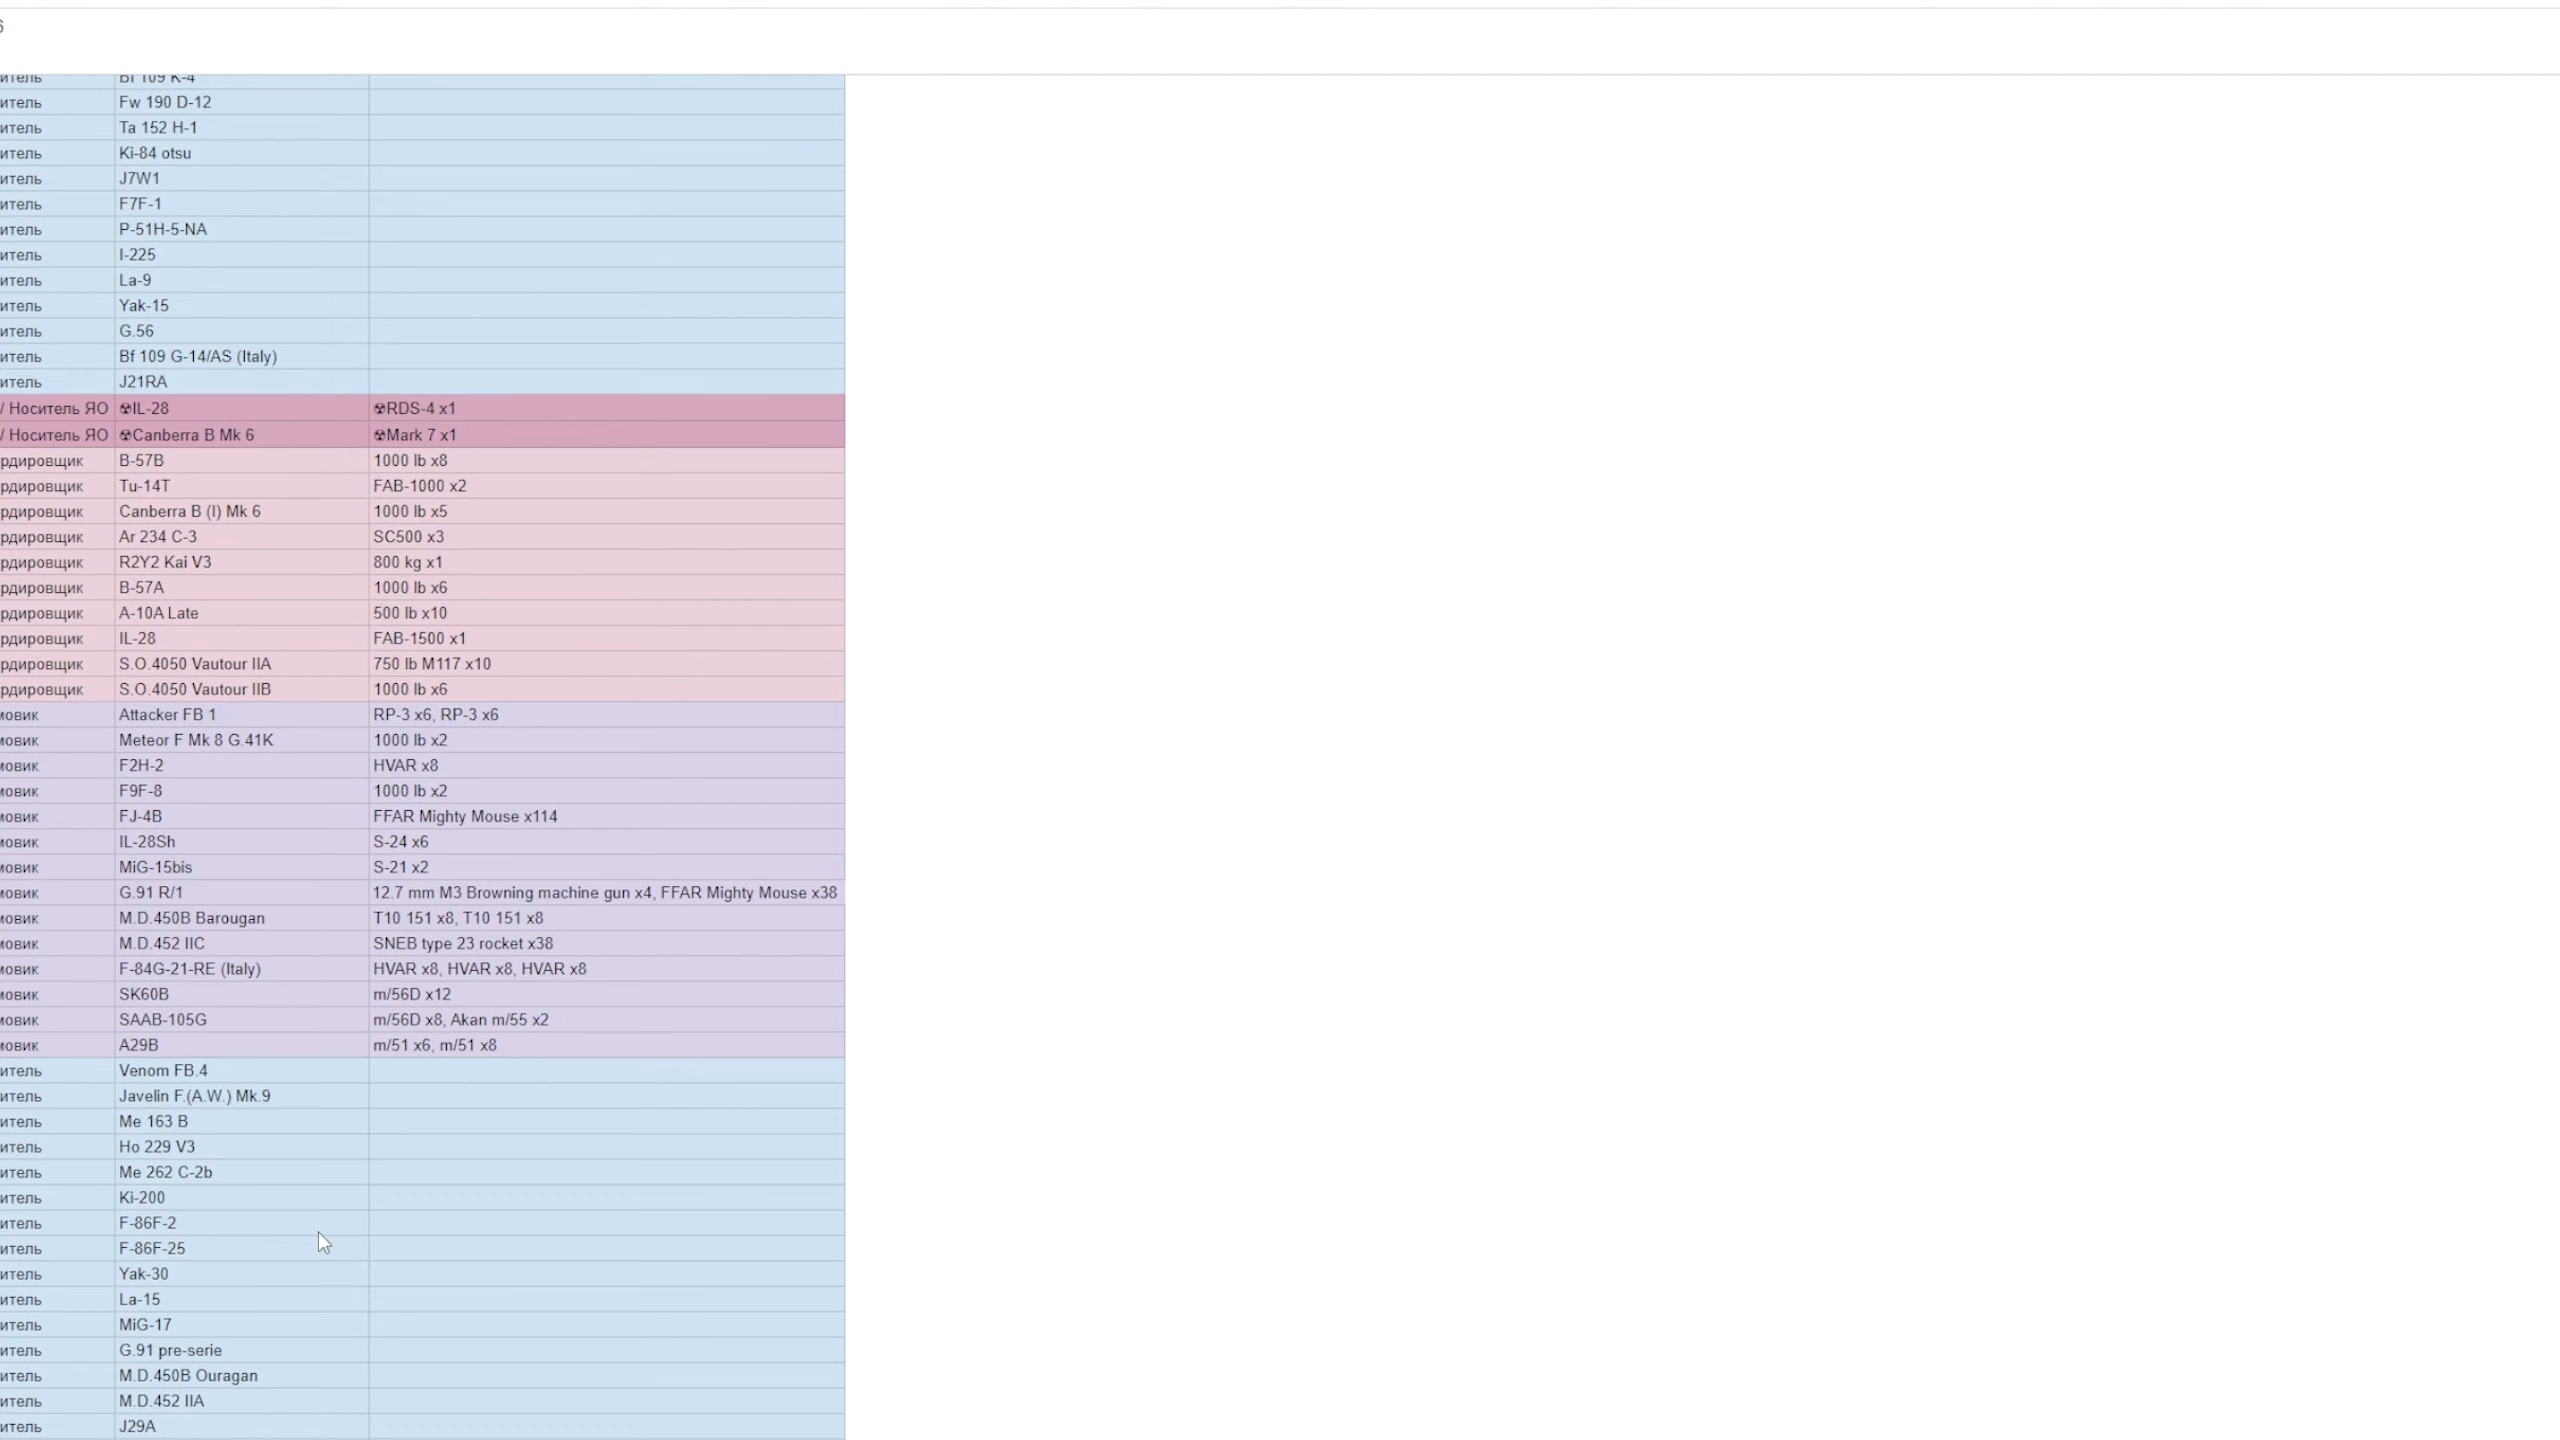 6
итель Bf 109 K-4
итель Fw 190 D-12
итель Ta 152 H-1
итель Ki-84 otsu
итель J7W1
итель F7F-1
итель P-51H-5-NA
итель I-225
итель La-9
итель Yak-15
итель G.56
итель Bf 109 G-14/AS (Italy)
итель J21RA
/ Носитель ЯО ☢IL-28 ☢RDS-4 x1
/ Носитель ЯО ☢Canberra B Mk 6 ☢Mark 7 x1
рдировщик B-57B 1000 lb x8
рдировщик Tu-14T FAB-1000 x2
рдировщик Canberra B (I) Mk 6 1000 lb x5
рдировщик Ar 234 C-3 SC500 x3
рдировщик R2Y2 Kai V3 800 kg x1
рдировщик B-57A 1000 lb x6
рдировщик A-10A Late 500 lb x10
рдировщик IL-28 FAB-1500 x1
рдировщик S.O.4050 Vautour IIA 750 lb M117 x10
рдировщик S.O.4050 Vautour IIB 1000 lb x6
мовик Attacker FB 1 RP-3 x6, RP-3 x6
мовик Meteor F Mk 8 G.41K 1000 lb x2
мовик F2H-2 HVAR x8
мовик F9F-8 1000 lb x2
мовик FJ-4B FFAR Mighty Mouse x114
мовик IL-28Sh S-24 x6
мовик MiG-15bis S-21 x2
мовик G.91 R/1 12.7 mm M3 Browning machine gun x4, FFAR Mighty Mouse x38
мовик M.D.450B Barougan T10 151 x8, T10 151 x8
мовик M.D.452 IIC SNEB type 23 rocket x38
мовик F-84G-21-RE (Italy) HVAR x8, HVAR x8, HVAR x8
мовик SK60B m/56D x12
мовик SAAB-105G m/56D x8, Akan m/55 x2
мовик A29B m/51 x6, m/51 x8
итель Venom FB.4
итель Javelin F.(A.W.) Mk.9
итель Me 163 B
итель Ho 229 V3
итель Me 262 C-2b
итель Ki-200
итель F-86F-2
итель F-86F-25
итель Yak-30
итель La-15
итель MiG-17
итель G.91 pre-serie
итель M.D.450B Ouragan
итель M.D.452 IIA
итель J29A